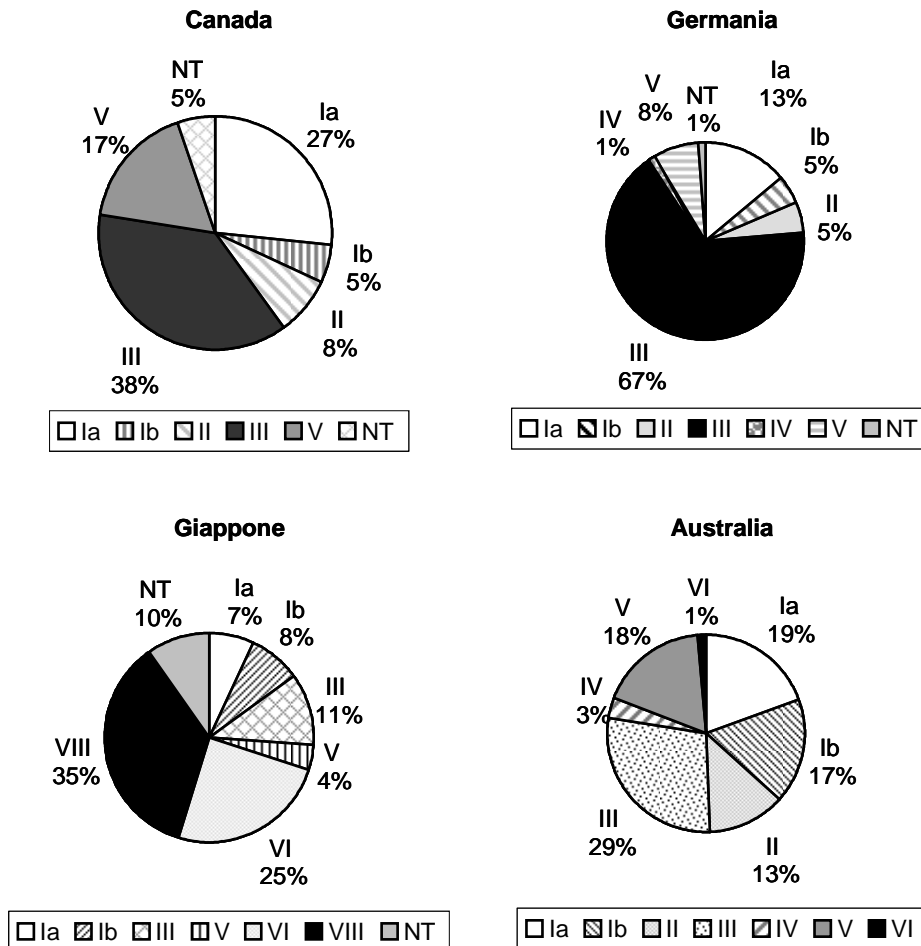 Canada
NT
5%
Ia
27%
V
17%
Ib
5%
II
8%
III
38%
Ia Ib II III V NT
Germania
Ia
13%
V
8%
NT
1%
IV
1%
Ib
5%
II
5%
III
67%
Ia Ib II III IV V NT
Giappone
NT
10%
Ia
7%
Ib
8%
III
11%
V
4%
VIII
35%
VI
25%
Ia Ib III V VI VIII NT
Australia
VI
1%
Ia
19%
V
18%
IV
3%
Ib
17%
III
29%
II
13%
Ia Ib II III IV V VI